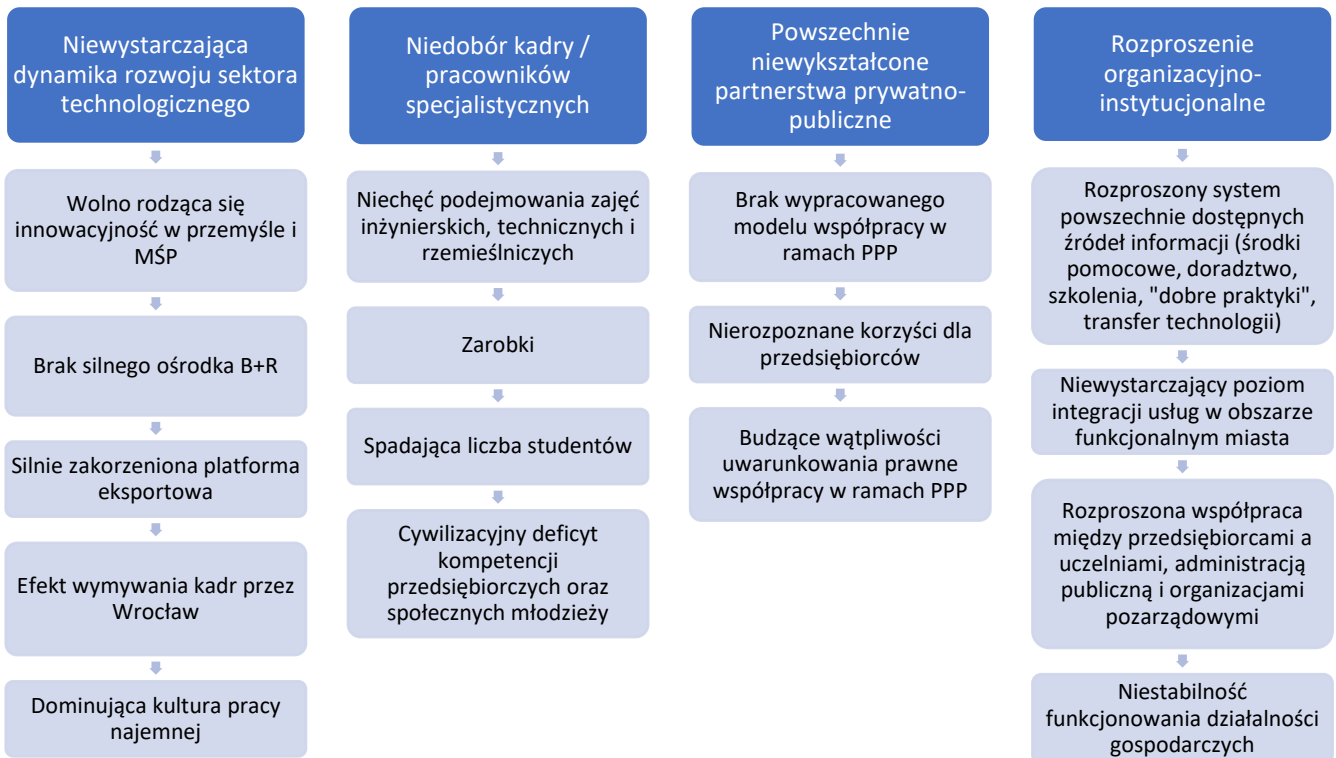 Niewystarczająca
dynamika rozwoju sektora
technologicznego
Wolno rodząca się
innowacyjność w przemyśle i
MŚP
Brak silnego ośrodka B+R
Silnie zakorzeniona platforma
eksportowa
Efekt wymywania kadr przez
Wrocław
Dominująca kultura pracy
najemnej
Niedobór kadry /
pracowników
specjalistycznych
Niechęć podejmowania zajęć
inżynierskich, technicznych i
rzemieślniczych
Zarobki
Spadająca liczba studentów
Cywilizacyjny deficyt
kompetencji
przedsiębiorczych oraz
społecznych młodzieży
Powszechnie
niewykształcone
partnerstwa prywatno-
publiczne
Brak wypracowanego
modelu współpracy w
ramach PPP
Nierozpoznane korzyści dla
przedsiębiorców
Budzące wątpliwości
uwarunkowania prawne
współpracy w ramach PPP
Rozproszenie
organizacyjno-
instytucjonalne
Rozproszony system
powszechnie dostępnych
źródeł informacji (środki
pomocowe, doradztwo,
szkolenia, "dobre praktyki",
transfer technologii)
Niewystarczający poziom
integracji usług w obszarze
funkcjonalnym miasta
Rozproszona współpraca
między przedsiębiorcami a
uczelniami, administracją
publiczną i organizacjami
pozarządowymi
Niestabilność
funkcjonowania działalności
gospodarczych